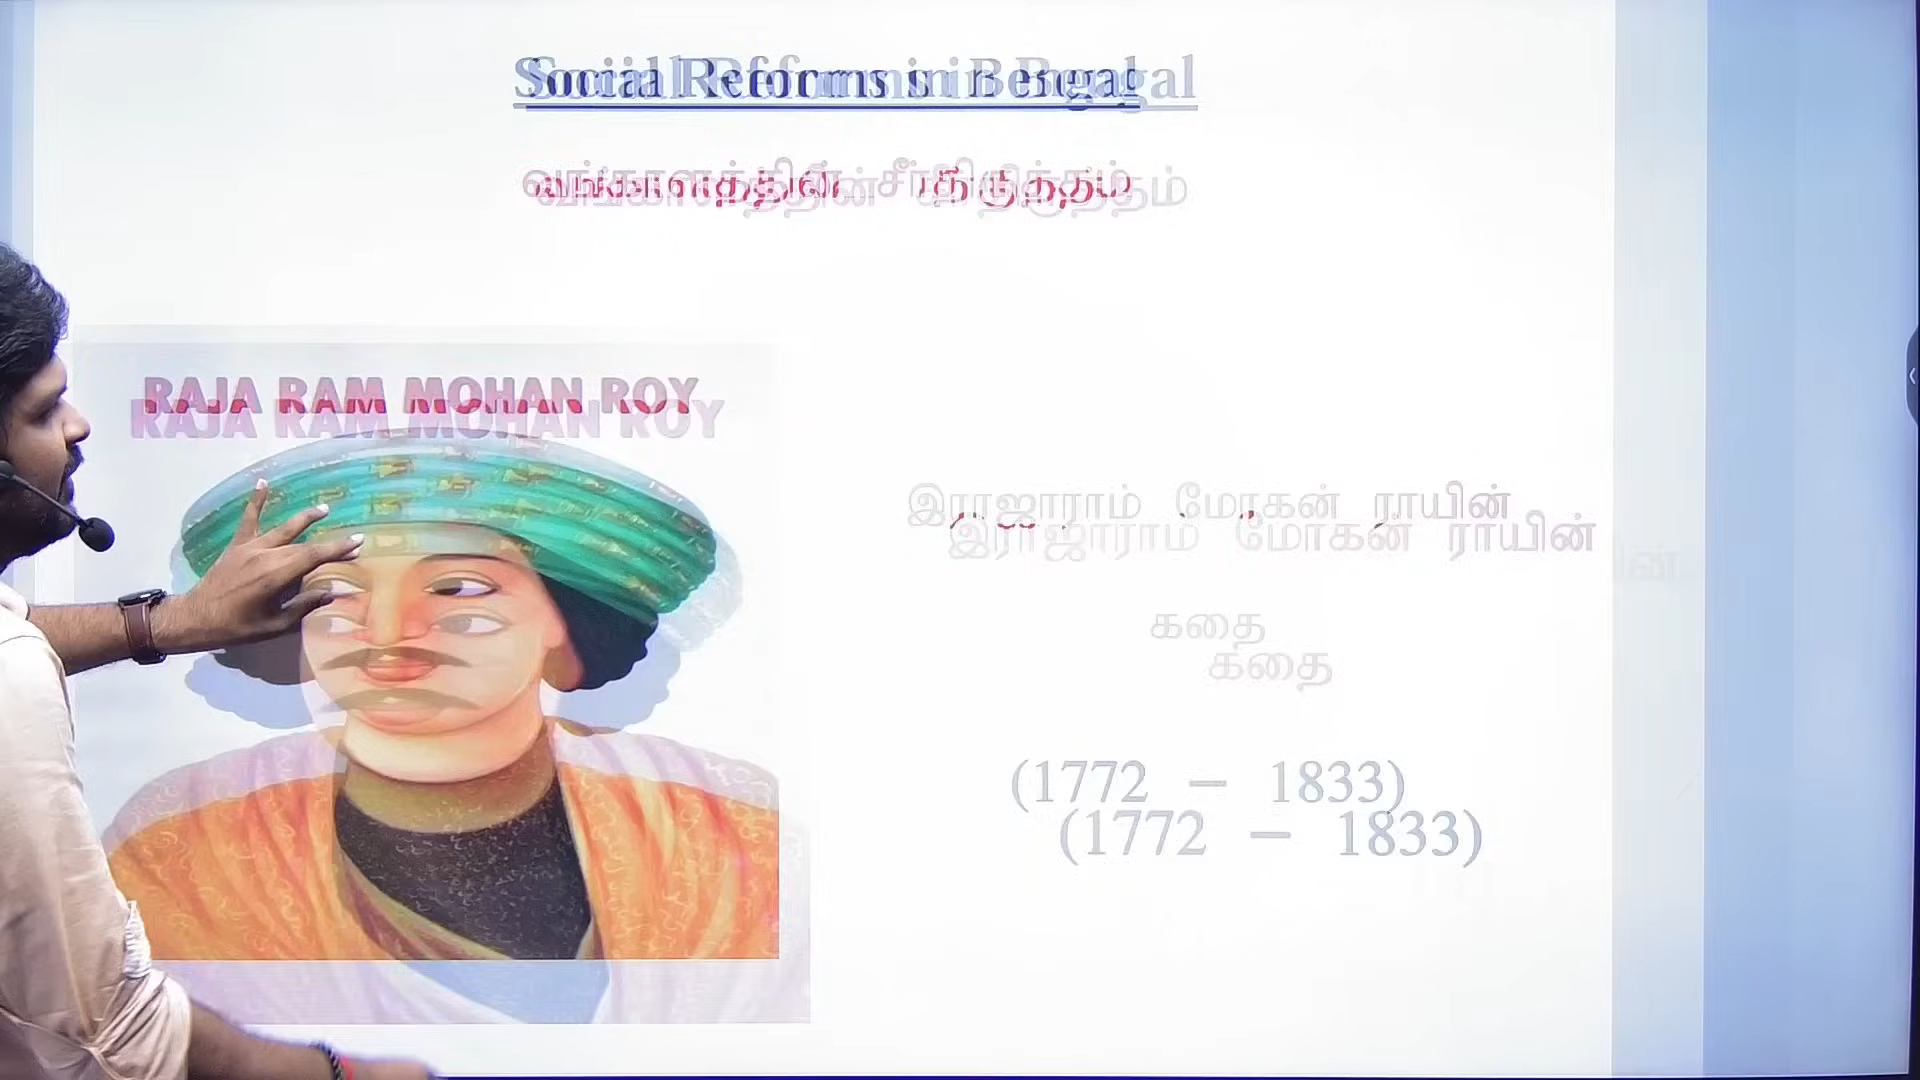 Social Reforms in Bengal
வங்காளத்தின் சீர்திருத்தம்
RAJA RAM MOHAN ROY
இராஜாராம் மோகன் ராயின்
கதை
(1772 - 1833)